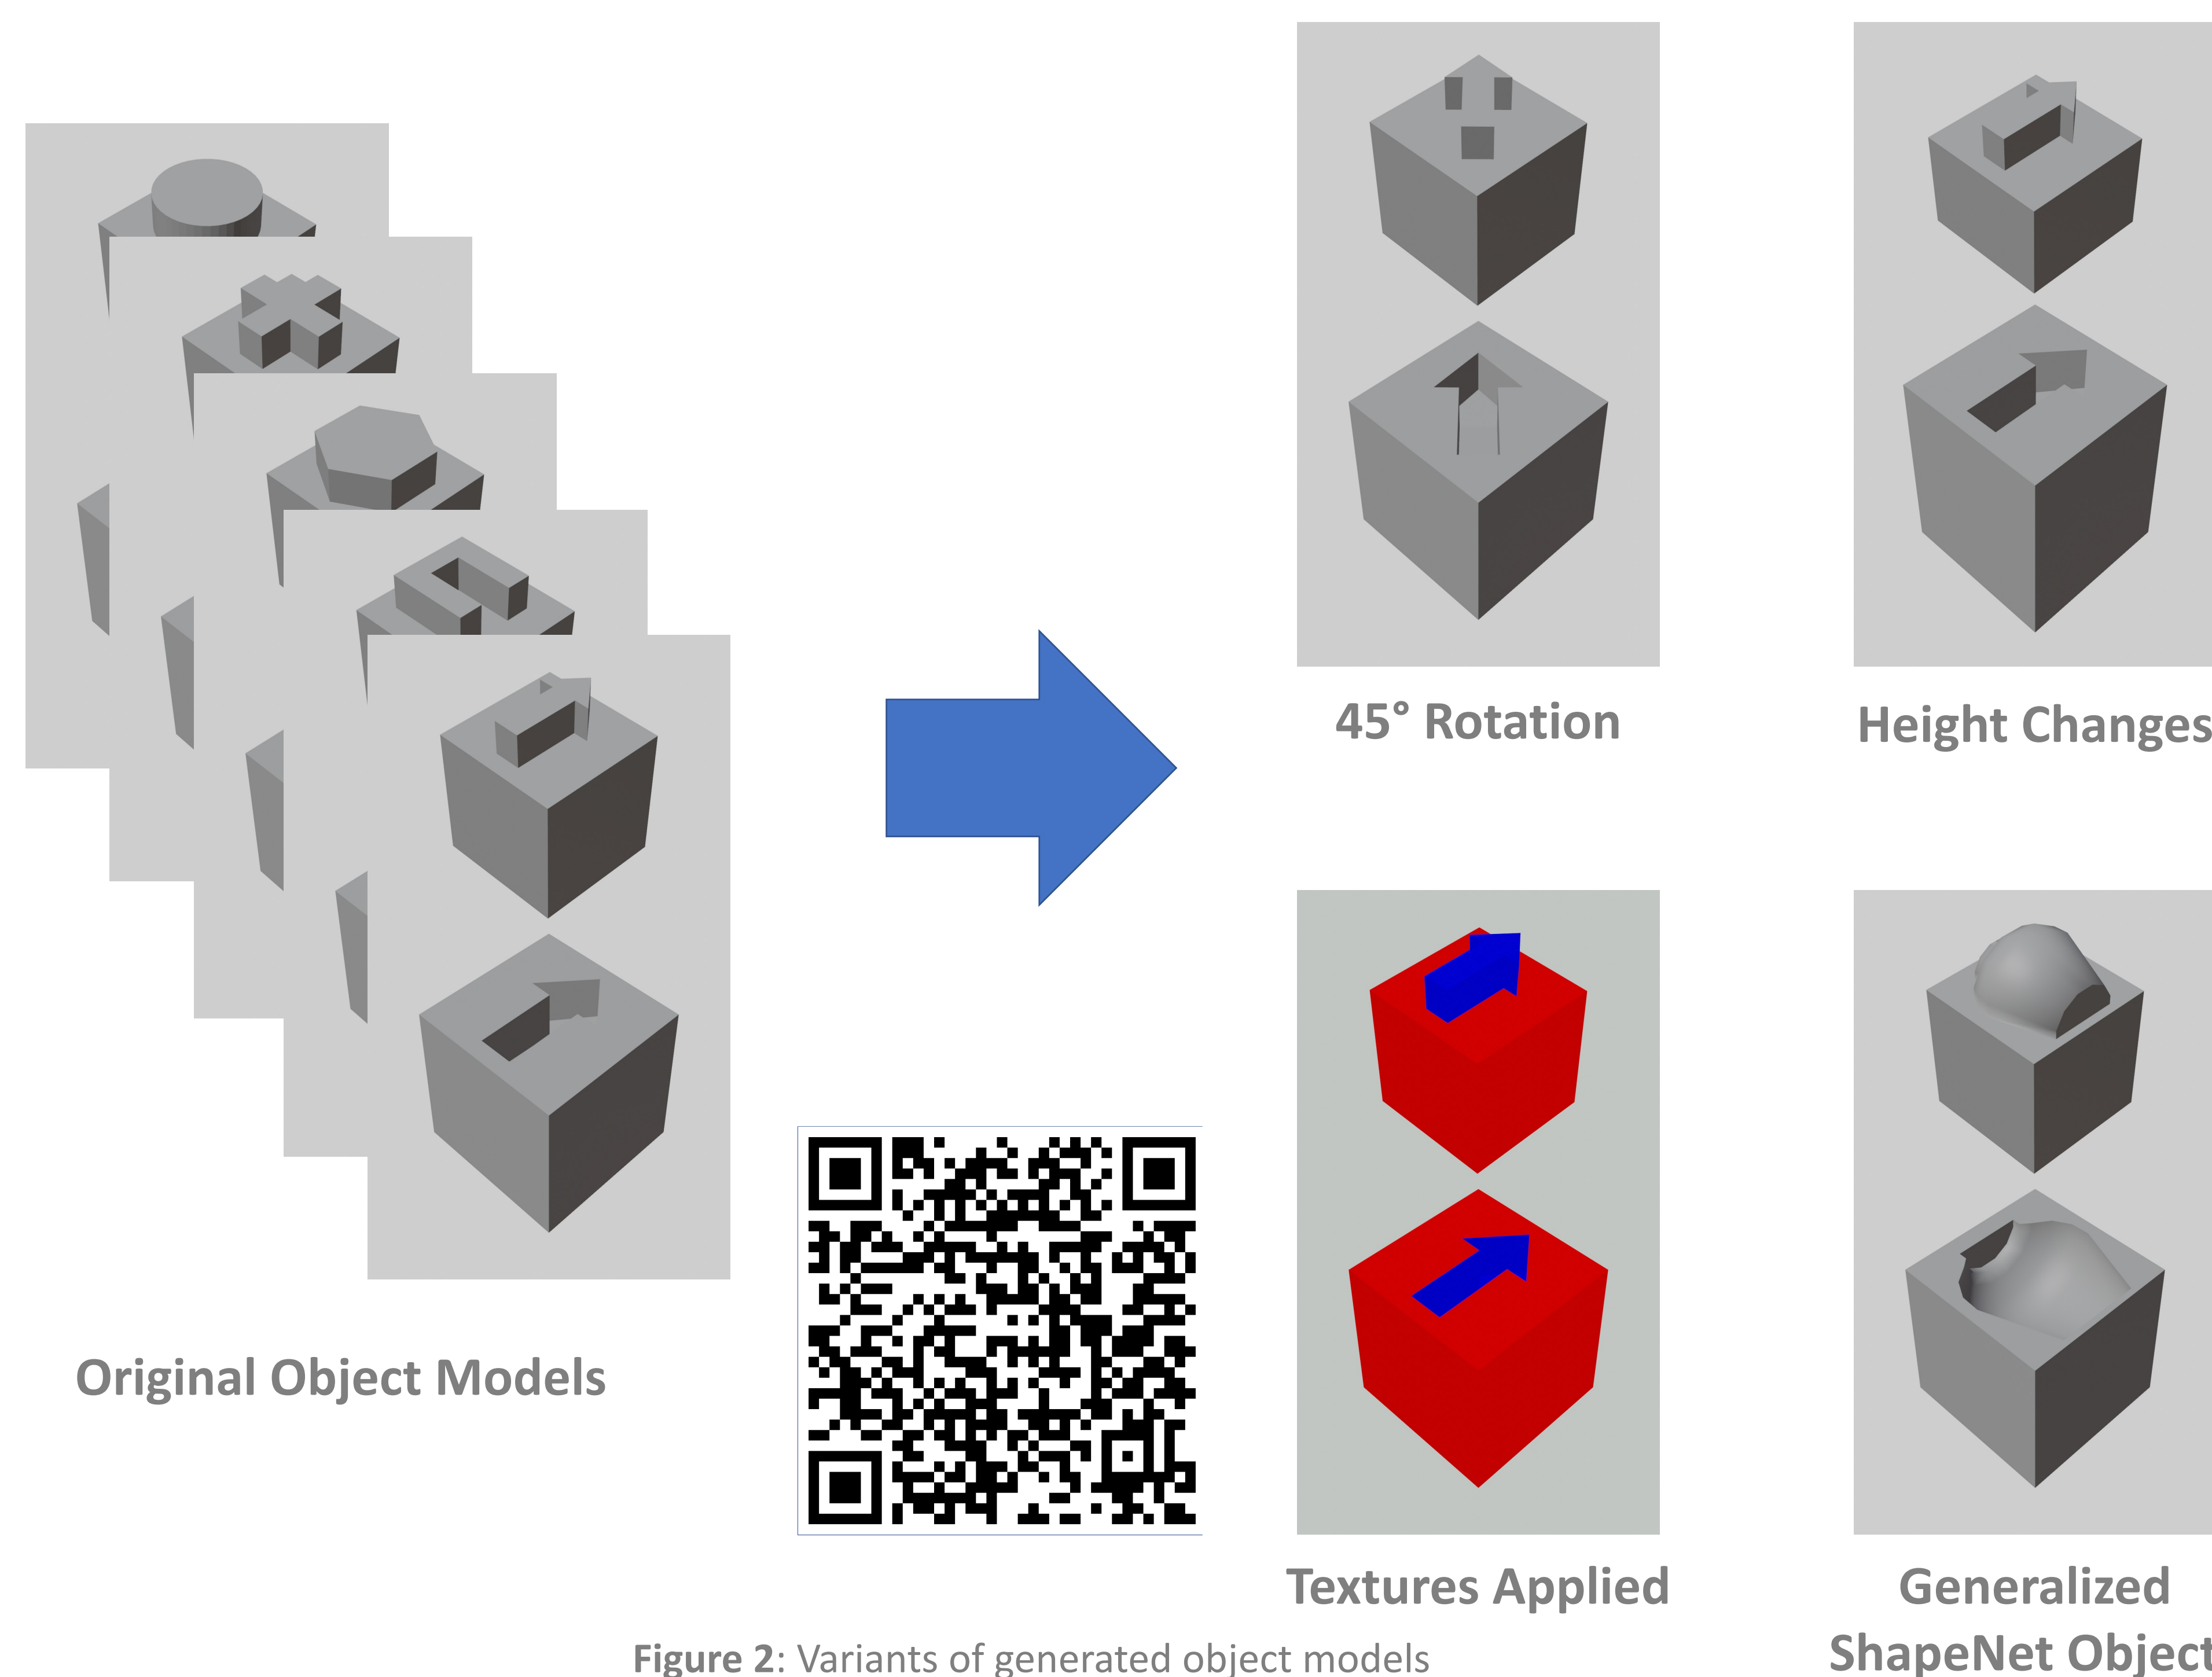 45° Rotation
Height Changes
Original Object Models
Textures Applied
Generalized
ShapeNet Object
Figure 2: Variants of generated object models